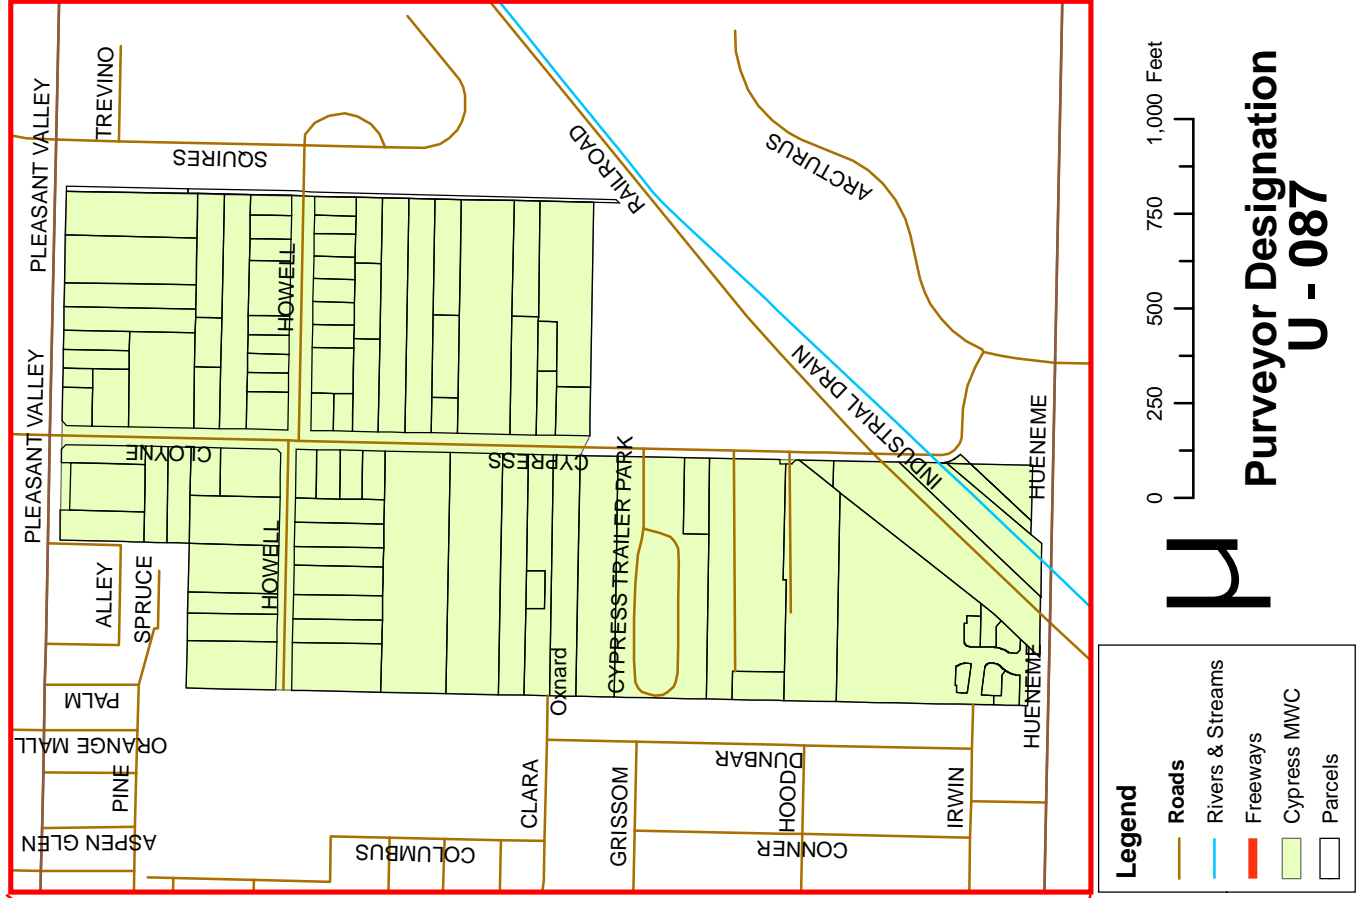 PLEASANT VALLEY
PLEASANT VALLEY
TREVINO
SQUIRES
HOWELL
RAILROAD
ARCTURUS
CLOYNE
CYPRESS
INDUSTRIAL DRAIN
HUENEME
ALLEY
SPRUCE
HOWELL
CYPRESS TRAILER PARK
PALM
Oxnard
HUENEME
ORANGE MALL
PINE
DUNBAR
CLARA
GRISSOM
HOOD
IRWIN
ASPEN GLEN
COLUMBUS
CONNER
Legend
Roads
Rivers & Streams
Freeways
Cypress MWC
Parcels
µ
0 250 500 750 1,000 Feet
Purveyor Designation
U - 087